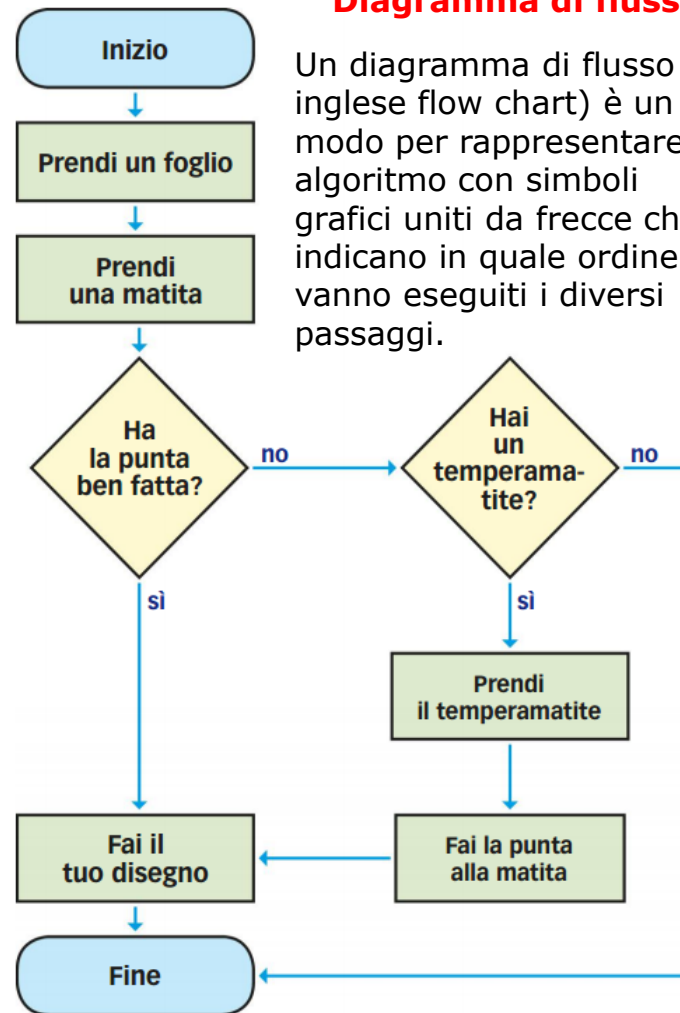 Diagramma di fluss
Un diagramma di flusso
inglese flow chart) è un
modo per rappresentare
algoritmo con simboli
grafici uniti da frecce ch
indicano in quale ordine
vanno eseguiti i diversi
passaggi.
Inizio
Prendi un foglio
Prendi
una matita
Ha
la punta
ben fatta?
no
Hai
un
temperama-
tite?
no
sì
sì
Prendi
il temperamatite
Fai la punta
alla matita
Fai il
tuo disegno
Fine